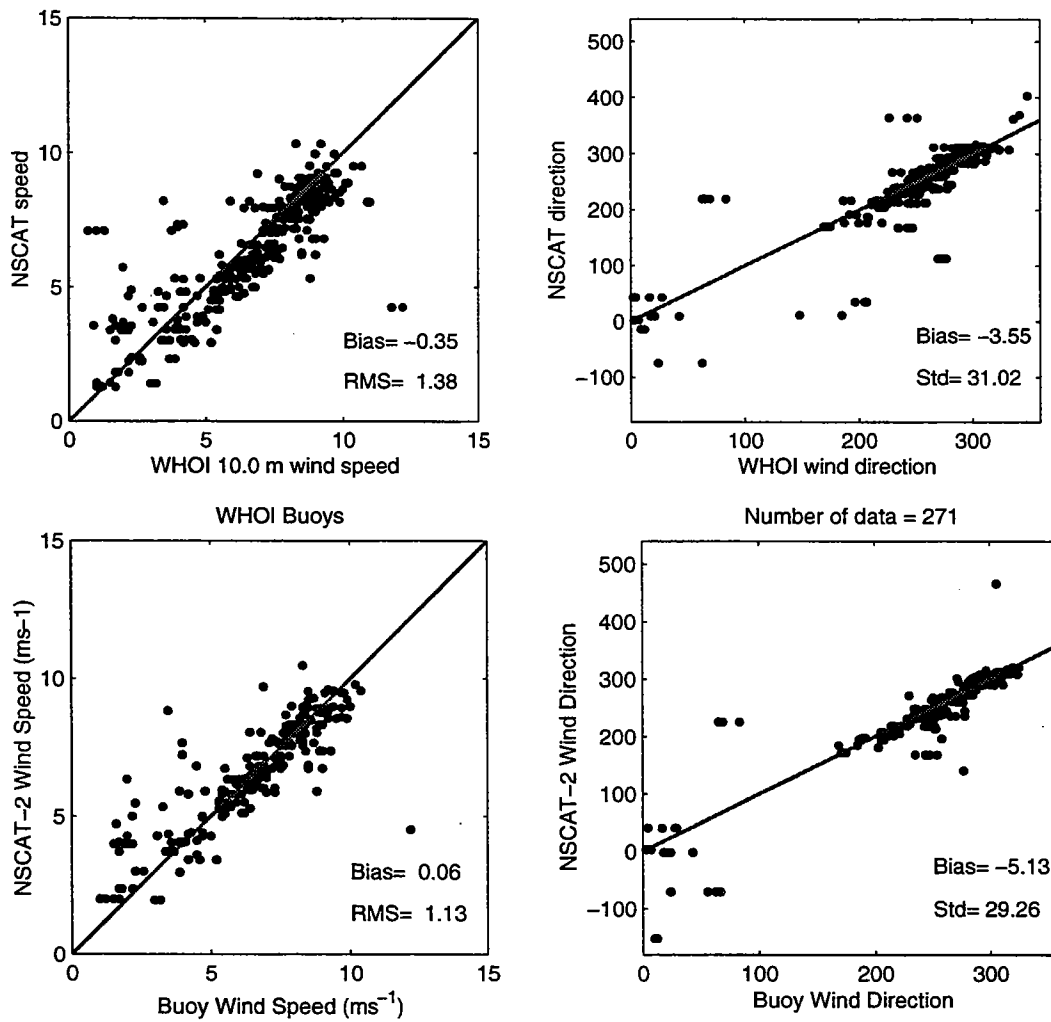 15
10
5
0
NSCAT speed
Bias= −0.35
RMS= 1.38
0 5 10 15
WHOI 10.0 m wind speed
500
400
300
200
100
0
−100
NSCAT direction
Bias= −3.55
Std= 31.02
0 100 200 300
WHOI wind direction
WHOI Buoys
15
10
5
0
NSCAT−2 Wind Speed (ms−1)
Bias= 0.06
RMS= 1.13
0 5 10 15
Buoy Wind Speed (ms⁻¹)
Number of data = 271
500
400
300
200
100
0
−100
NSCAT−2 Wind Direction
Bias= −5.13
Std= 29.26
0 100 200 300
Buoy Wind Direction